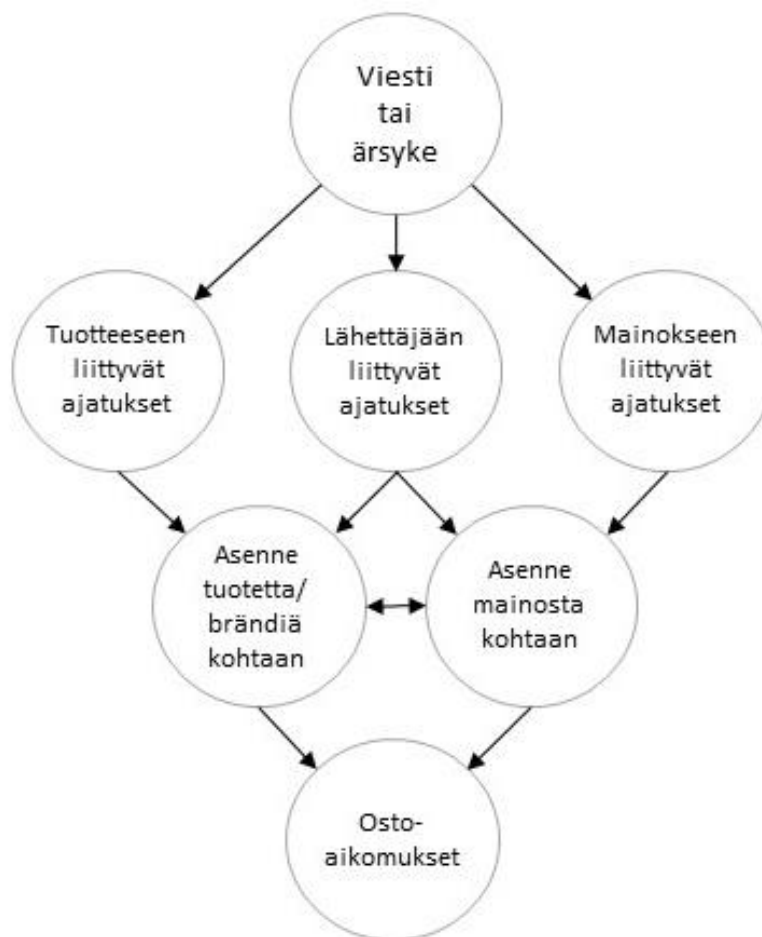 Viesti
tai
ärsyke
Tuotteeseen
liittyvät
ajatukset
Lähettäjään
liittyvät
ajatukset
Mainokseen
liittyvät
ajatukset
Asenne
tuotetta/
brändiä
kohtaan
Asenne
mainosta
kohtaan
Osto-
aikomukset